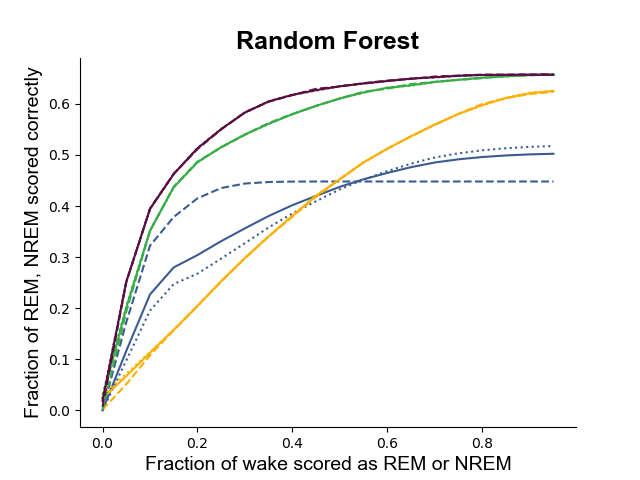 Random Forest
Fraction of REM, NREM scored correctly
0.6
0.5
0.4
0.3
0.2
0.1
0.0
0.0 0.2 0.4 0.6 0.8
Fraction of wake scored as REM or NREM